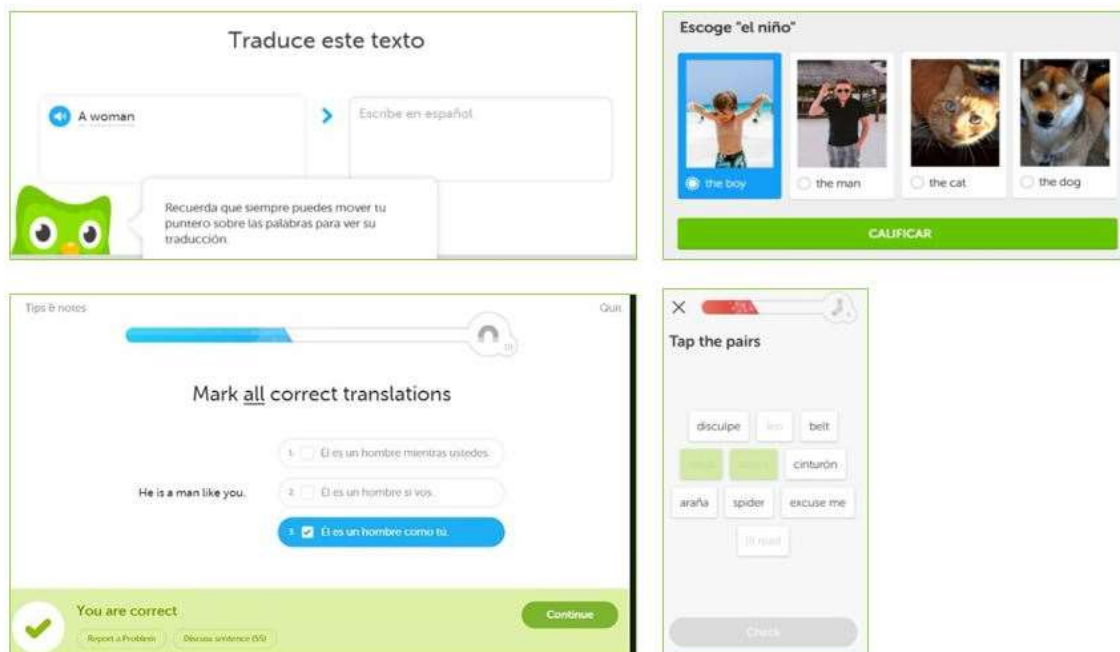 Traduce este texto
A woman
Escribe en español
Recuerda que siempre puedes mover tu
puntero sobre las palabras para ver su
traducción.
Escoge "el niño"
the boy
the man
the cat
the dog
CALIFICAR
Tips & notes
Quit
Mark all correct translations
He is a man like you.
1. Él es un hombre mientras ustedes.
2. Él es un hombre si vos.
3. Él es un hombre como tú.
You are correct
Report a Problem
Discuss sentence (55)
Continue
Tap the pairs
disculpe
belt
cinturón
araña
spider
excuse me
Check